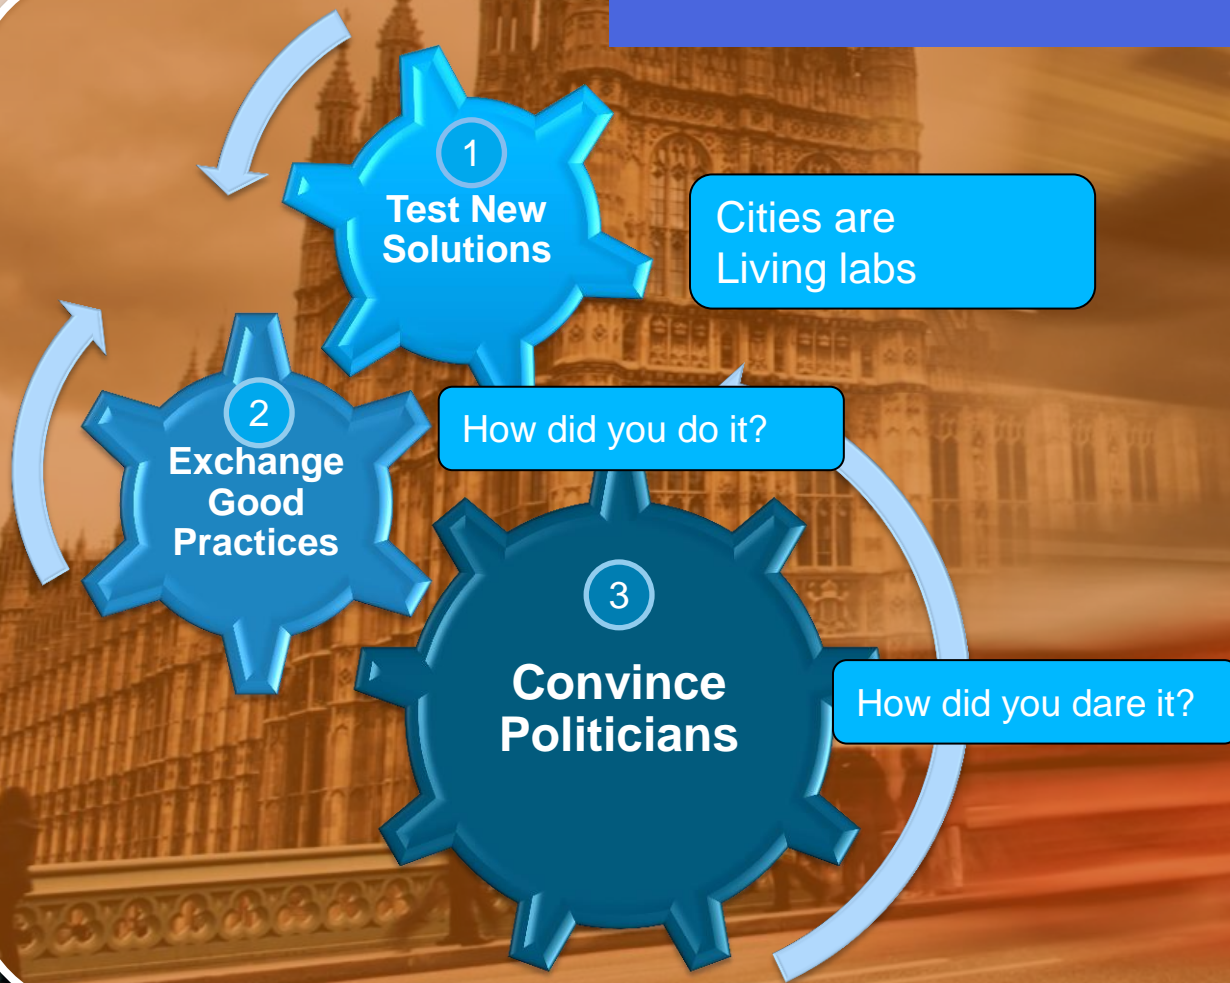 1
Test New
Solutions
Cities are
Living labs
2
Exchange
Good
Practices
How did you do it?
3
Convince
Politicians
How did you dare it?